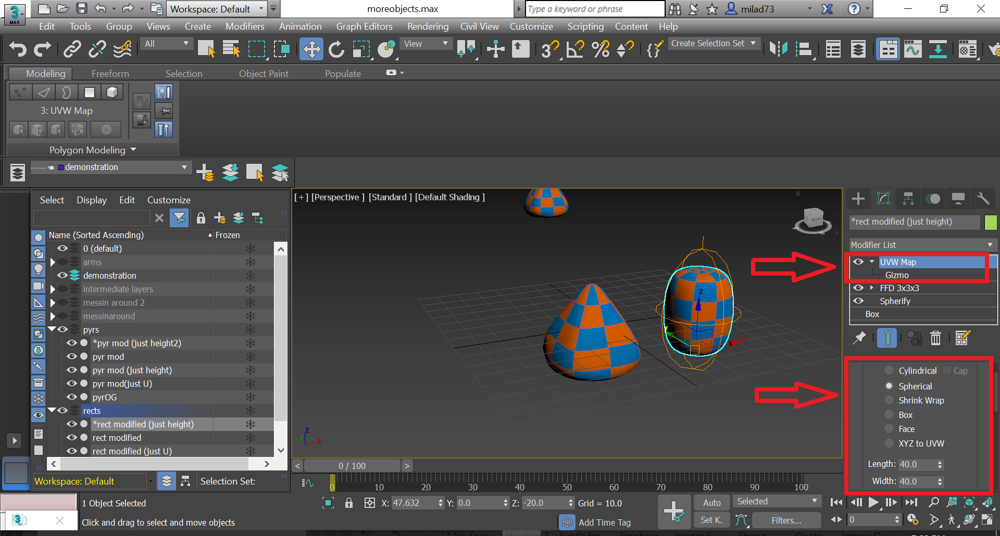 Workspace: Default
moreobjects.max
Type a keyword or phrase
milad73
3
MAX
Edit Tools Group Views Create Modifiers Animation Graph Editors Rendering Civil View Customize Scripting Content Help
All
View
3
Create Selection Set
Modeling Freeform Selection Object Paint Populate
3: UVW Map
Polygon Modeling
demonstration
Select Display Edit Customize
Name (Sorted Ascending) Frozen
0 (default)
arms
demonstration
intermediate layers
messin around 2
messinaround
pyrs
*pyr mod (just height2)
pyr mod
pyr mod (just height)
pyr mod(just U)
pyrOG
rects
*rect modified (just height)
rect modified
rect modified (just U)
Workspace: Default
Selection Set:
[+] [Perspective ] [Standard ] [Default Shading ]
FRONT
z
y
x
z
y
x
*rect modified (just height)
Modifier List
UVW Map
Gizmo
FFD 3x3x3
Spherify
Box
Cylindrical Cap
Spherical
Shrink Wrap
Box
Face
XYZ to UVW
Length: 40.0
Width: 40.0
< 0 / 100 >
0 10 20 30 40 50 60 70 80 90 100
1 Object Selected
X: 47.632 Y: 0.0 Z: -20.0 Grid = 10.0
Auto Selected
Click and drag to select and move objects
Add Time Tag
Set K. Filters...
0
3
MAX